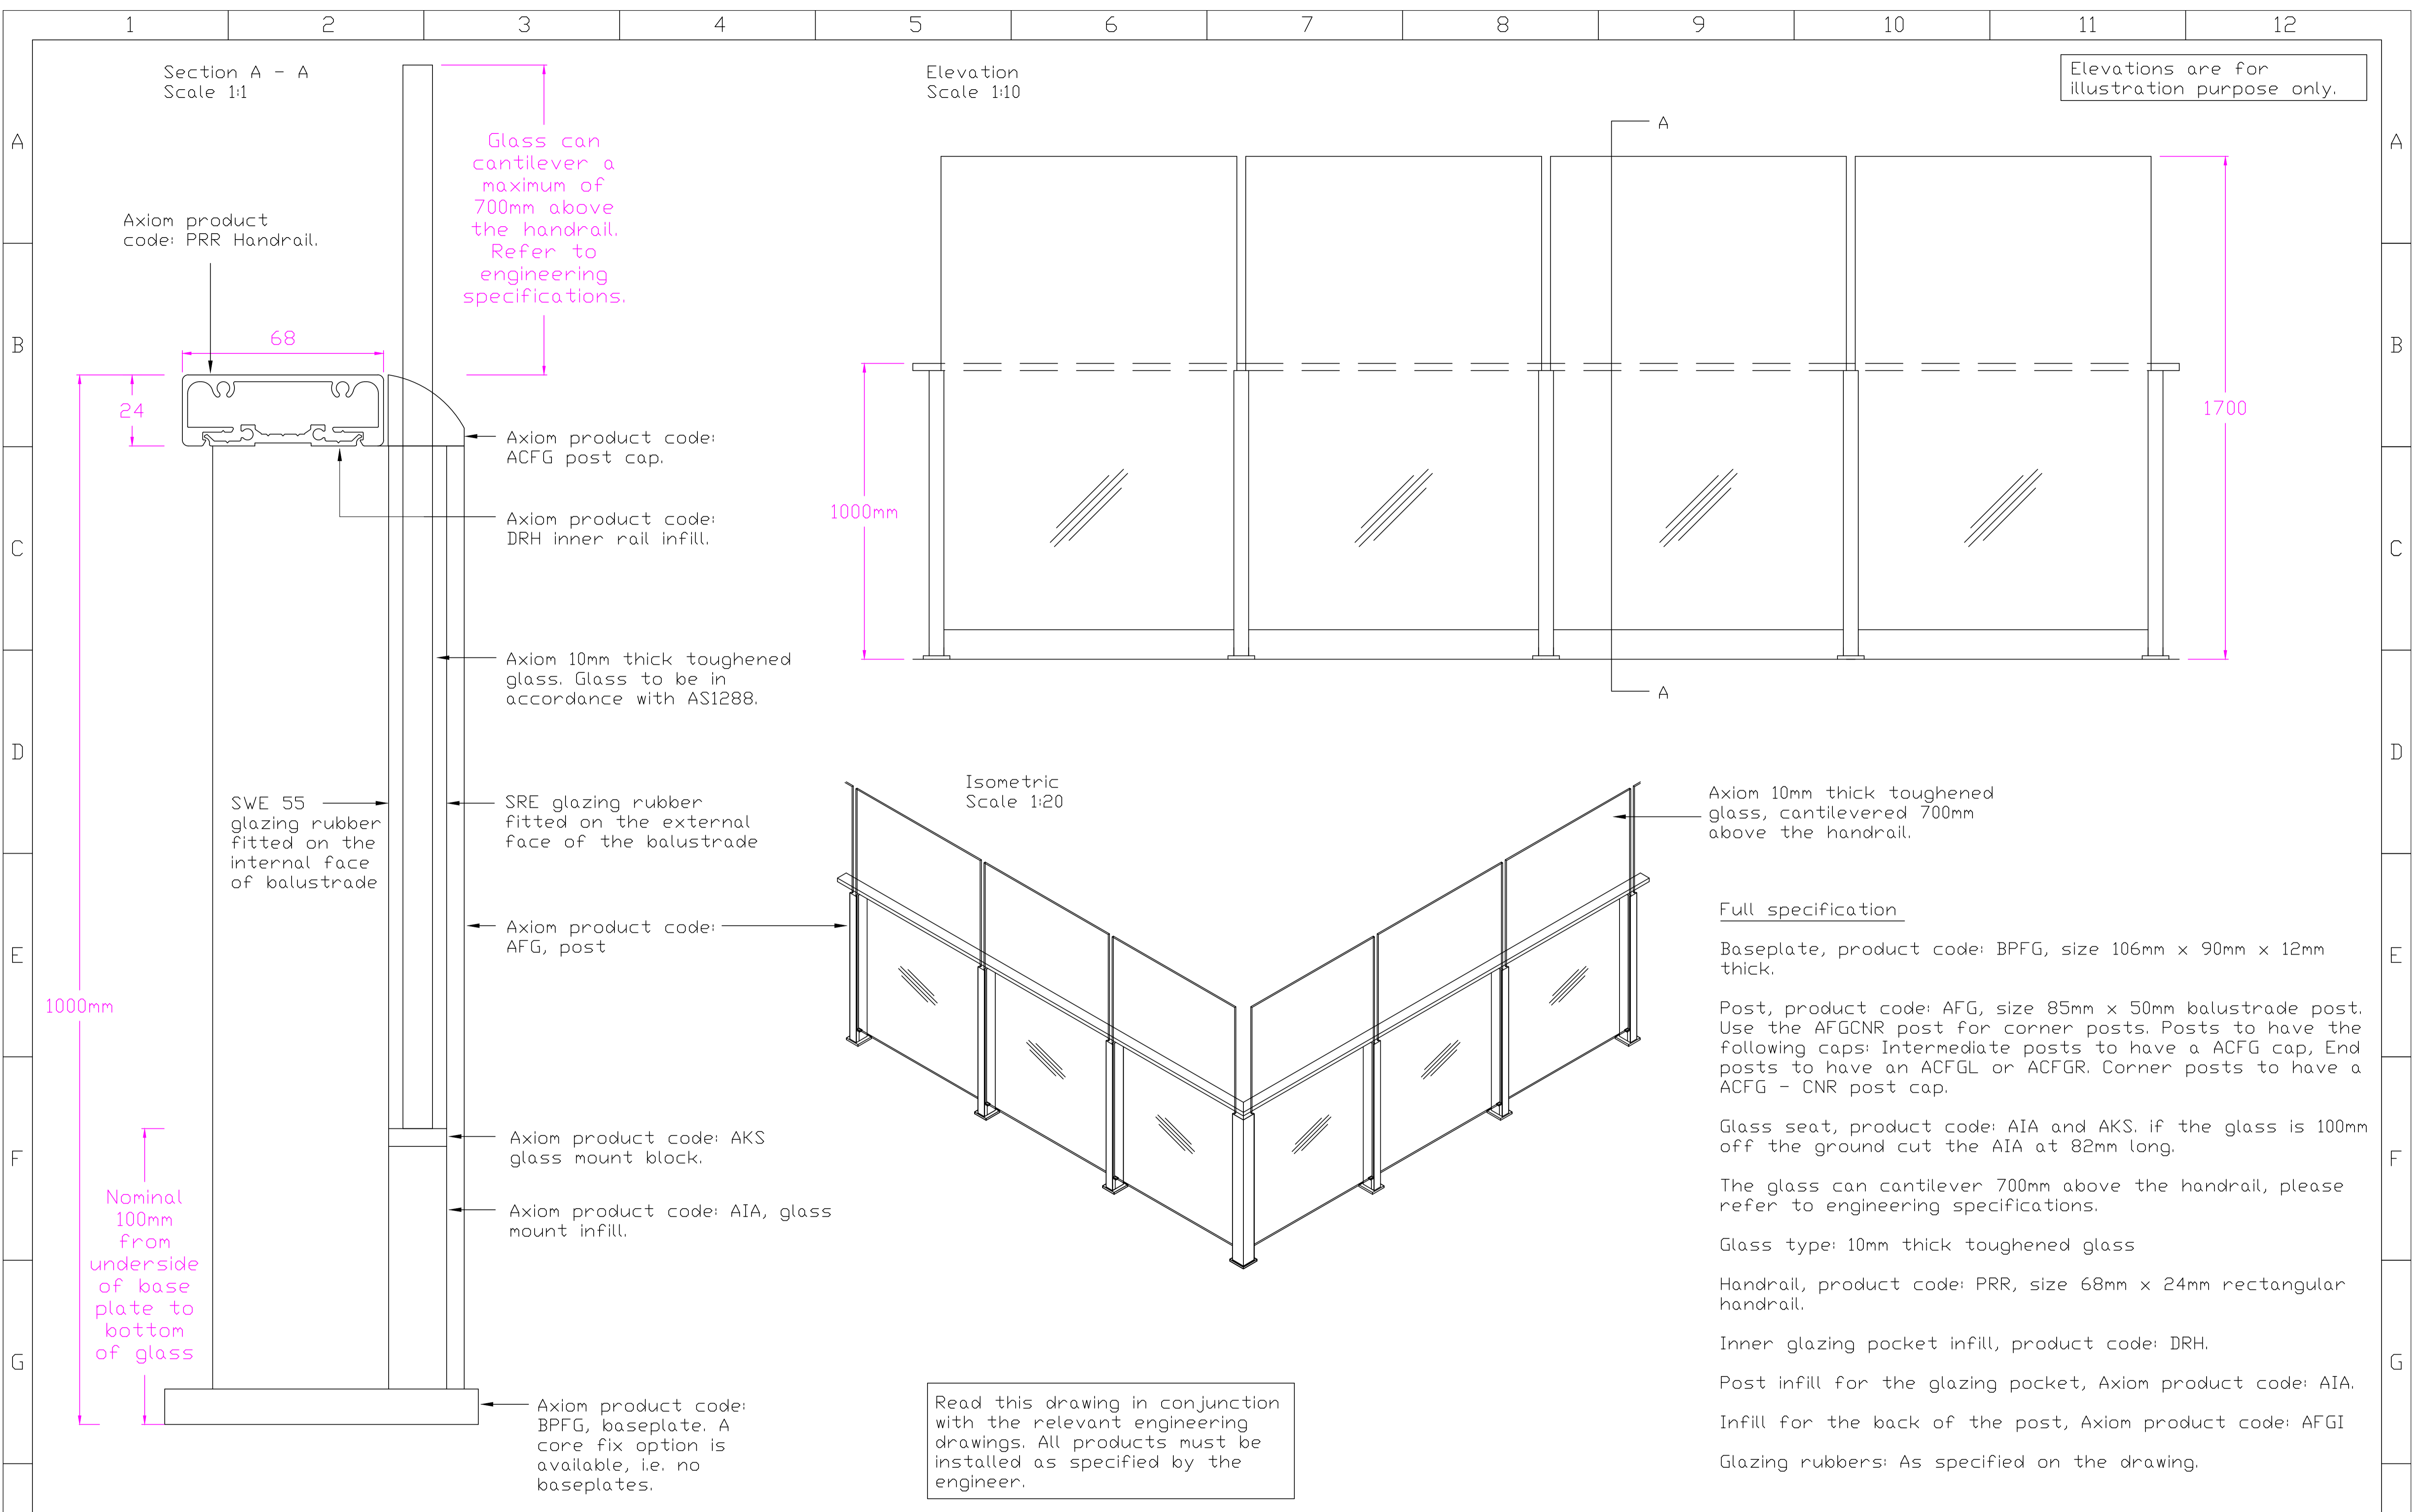 1 2 3 4 5 6 7 8 9 10 11 12
A
B
C
D
E
F
G
Section A - A
Scale 1:1
Glass can
cantilever a
maximum of
700mm above
the handrail.
Refer to
engineering
specifications.
Axiom product
code: PRR Handrail.
68
24
Axiom product code:
ACFG post cap.
Axiom product code:
DRH inner rail infill.
Axiom 10mm thick toughened
glass. Glass to be in
accordance with AS1288.
SWE 55
glazing rubber
fitted on the
internal face
of balustrade
SRE glazing rubber
fitted on the external
face of the balustrade
Axiom product code:
AFG, post
1000mm
Axiom product code: AKS
glass mount block.
Nominal
100mm
from
underside
of base
plate to
bottom
of glass
Axiom product code: AIA, glass
mount infill.
Axiom product code:
BPFG, baseplate. A
core fix option is
available, i.e. no
baseplates.
Elevation
Scale 1:10
Elevations are for
illustration purpose only.
A
1700
1000mm
A
Isometric
Scale 1:20
Axiom 10mm thick toughened
glass, cantilevered 700mm
above the handrail.
Read this drawing in conjunction
with the relevant engineering
drawings. All products must be
installed as specified by the
engineer.
Full specification
Baseplate, product code: BPFG, size 106mm x 90mm x 12mm
thick.
Post, product code: AFG, size 85mm x 50mm balustrade post.
Use the AFGCNR post for corner posts. Posts to have the
following caps: Intermediate posts to have a ACFG cap, End
posts to have an ACFGL or ACFGR. Corner posts to have a
ACFG - CNR post cap.
Glass seat, product code: AIA and AKS. if the glass is 100mm
off the ground cut the AIA at 82mm long.
The glass can cantilever 700mm above the handrail, please
refer to engineering specifications.
Glass type: 10mm thick toughened glass
Handrail, product code: PRR, size 68mm x 24mm rectangular
handrail.
Inner glazing pocket infill, product code: DRH.
Post infill for the glazing pocket, Axiom product code: AIA.
Infill for the back of the post, Axiom product code: AFGI
Glazing rubbers: As specified on the drawing.
A
B
C
D
E
F
G